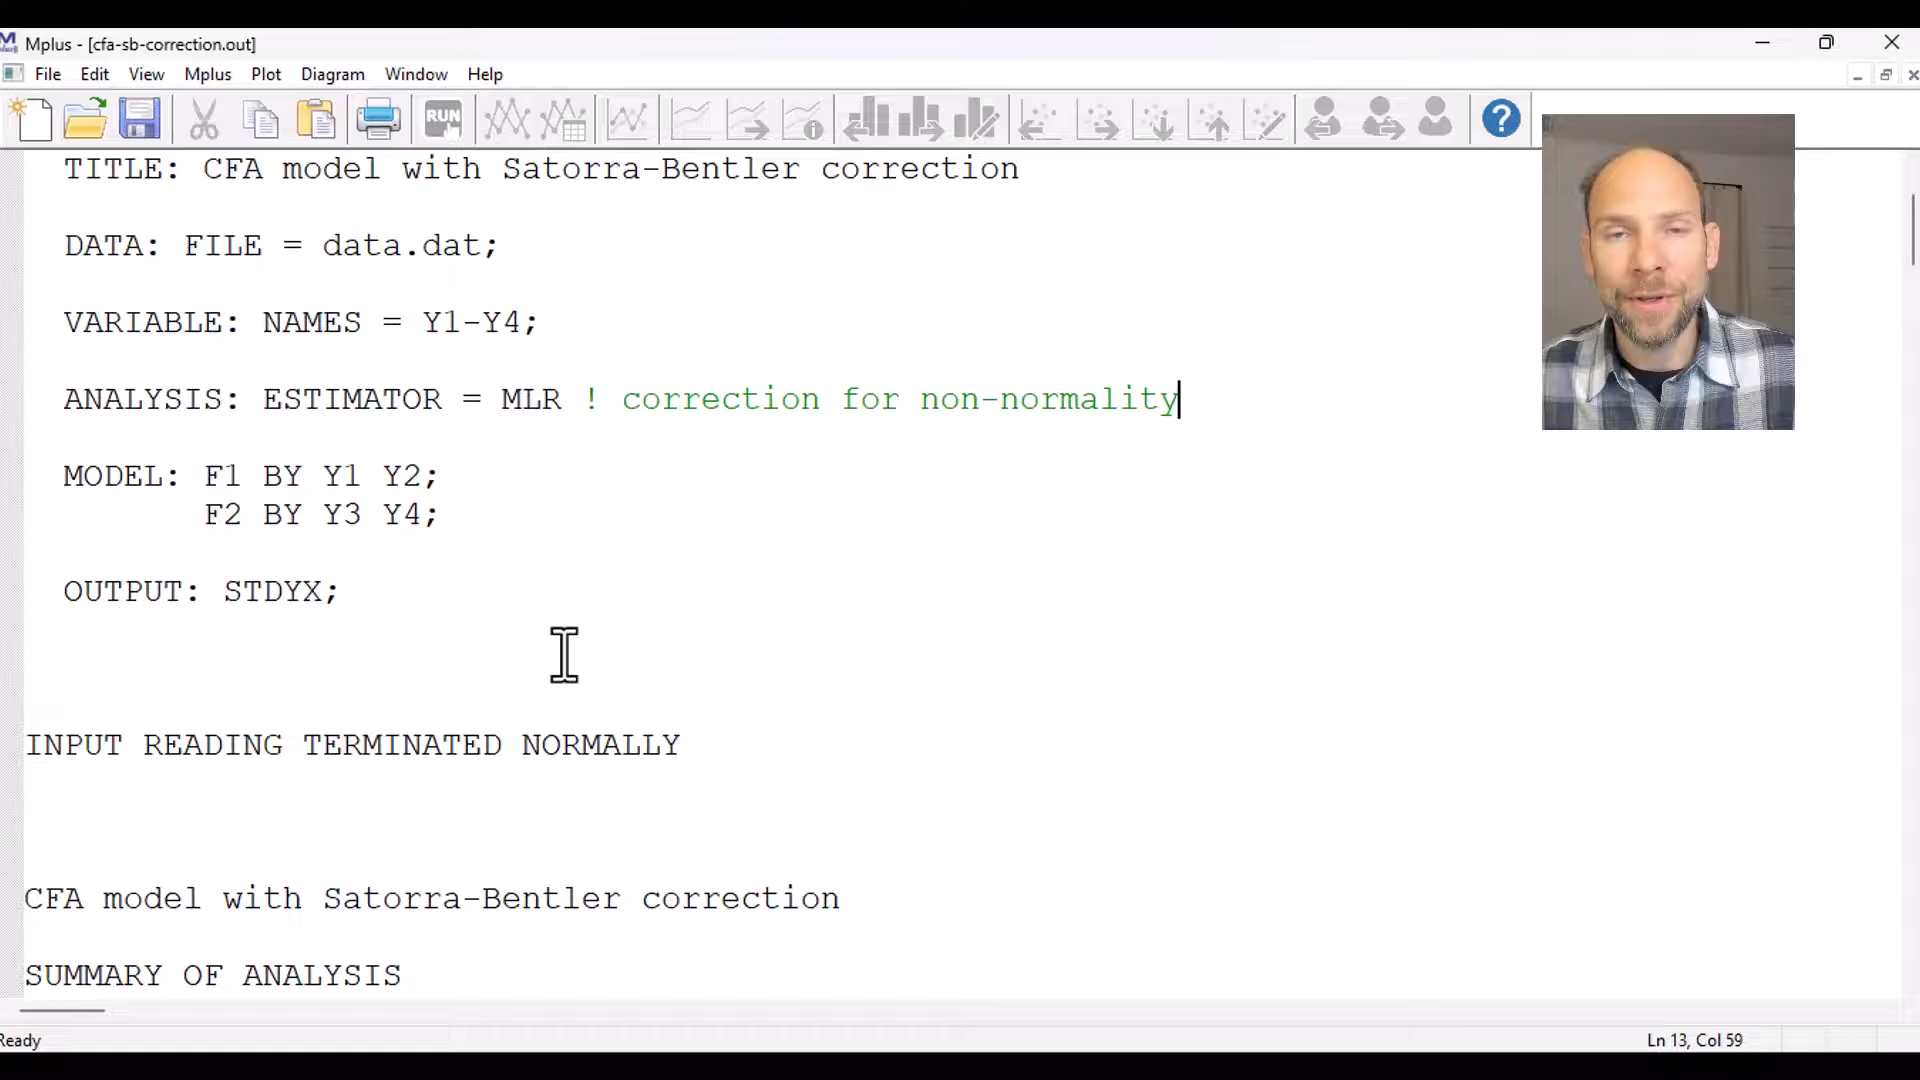 Mplus - [cfa-sb-correction.out]
File Edit View Mplus Plot Diagram Window Help
RUN
TITLE: CFA model with Satorra-Bentler correction
DATA: FILE = data.dat;
VARIABLE: NAMES = Y1-Y4;
ANALYSIS: ESTIMATOR = MLR ! correction for non-normality
MODEL: F1 BY Y1 Y2;
F2 BY Y3 Y4;
OUTPUT: STDYX;
INPUT READING TERMINATED NORMALLY
CFA model with Satorra-Bentler correction
SUMMARY OF ANALYSIS
Ready
Ln 13, Col 59